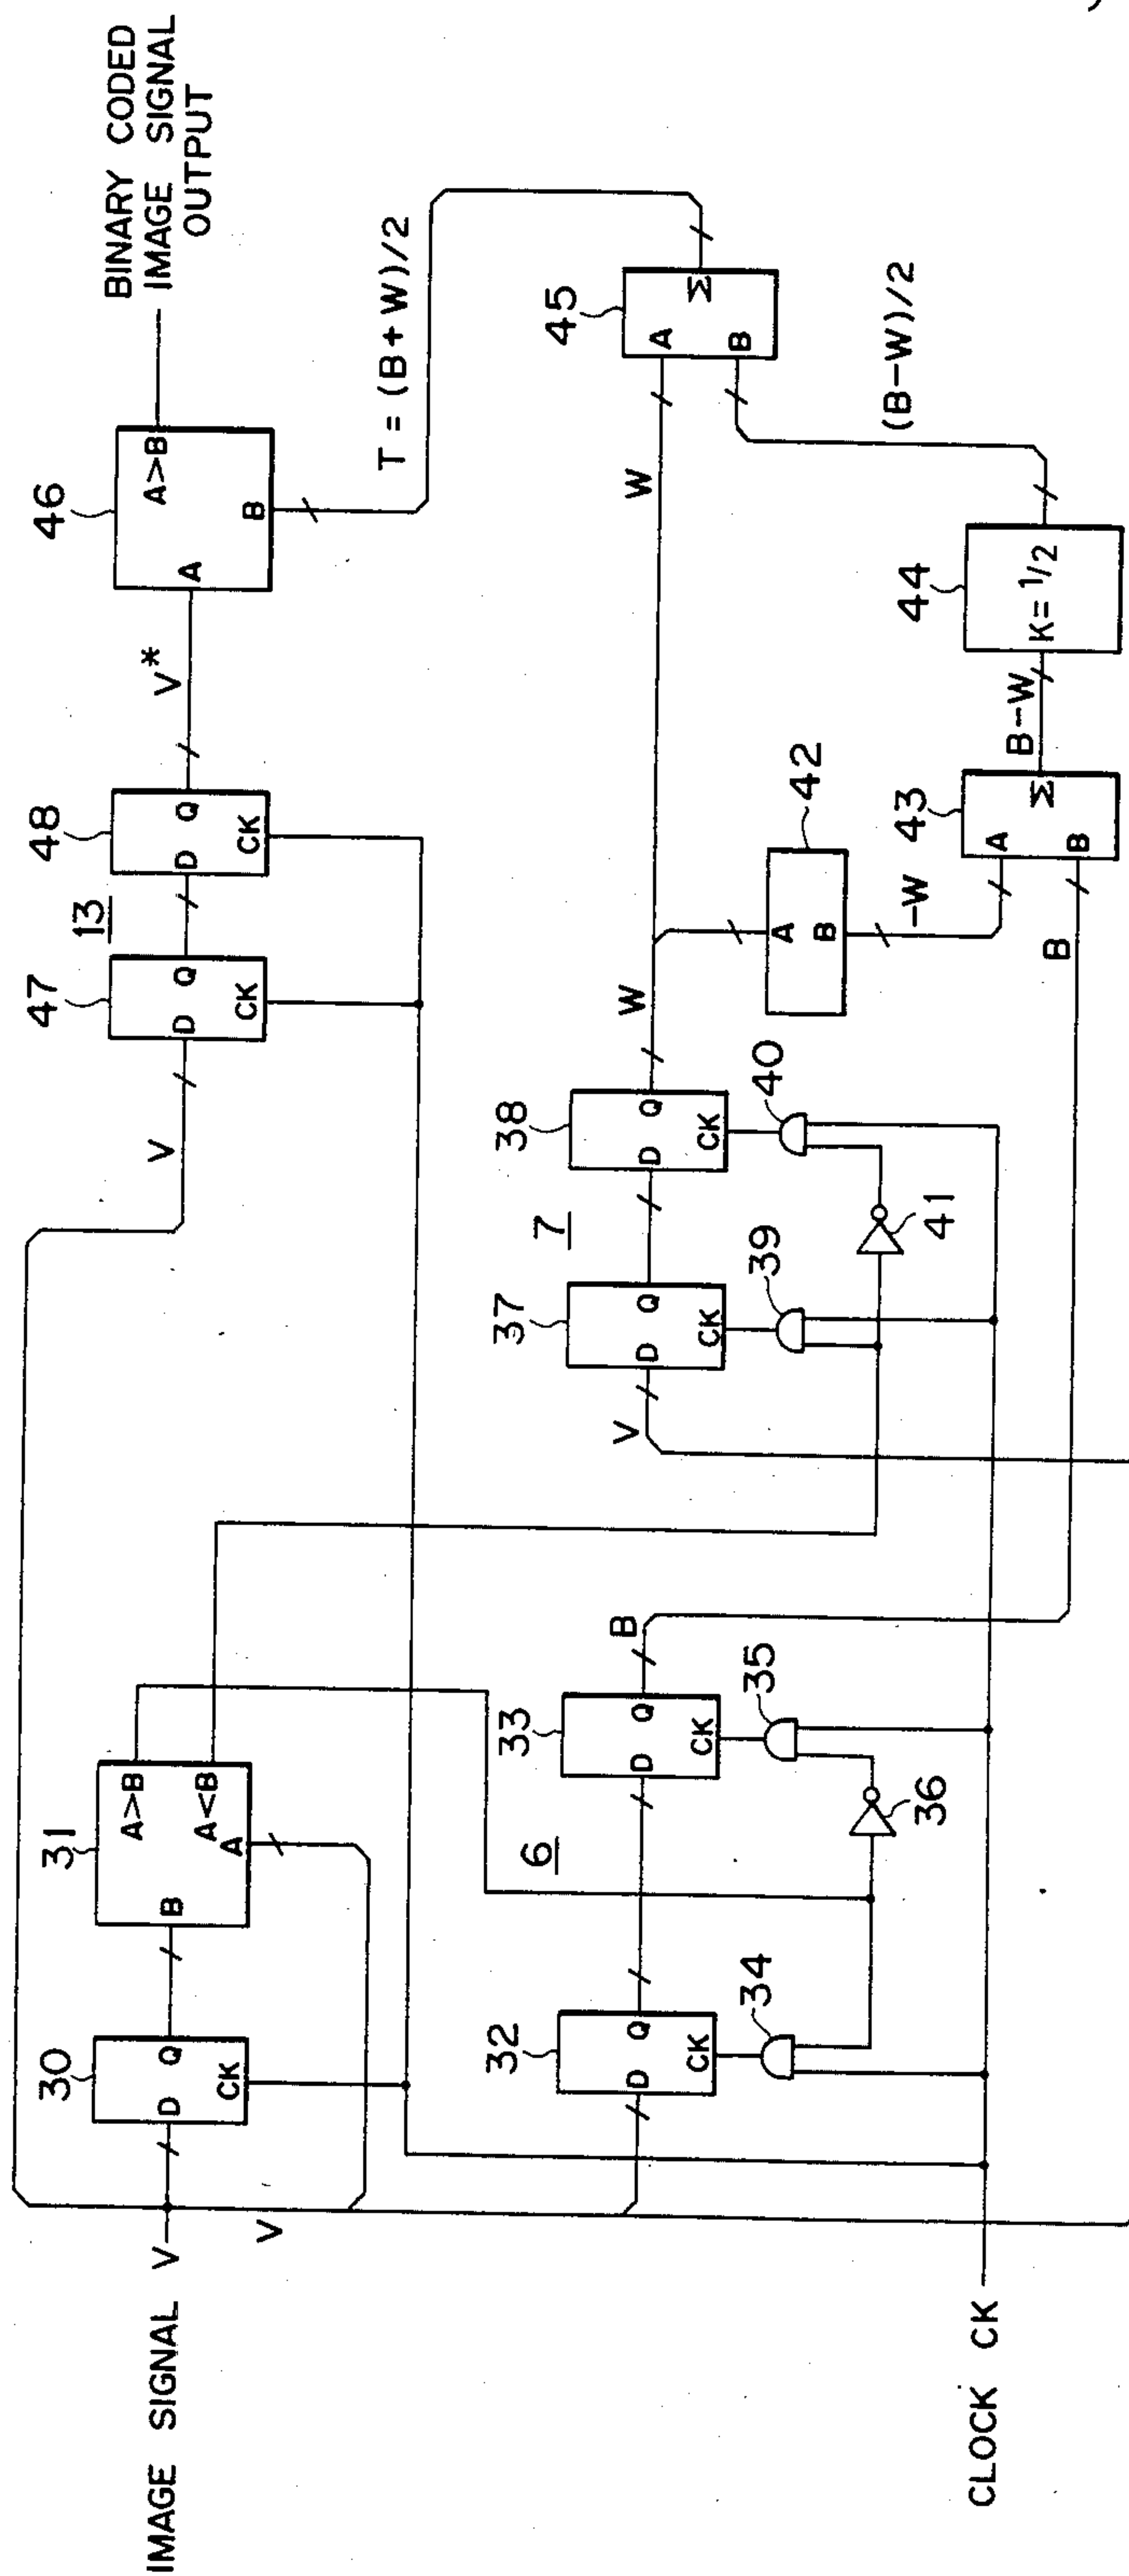 IMAGE SIGNAL V
V
30
D
Q
CK
31
B
A>B
A<B
A
V
47
D
Q
CK
13
48
D
Q
CK
V*
46
A
A>B
B
BINARY CODED
IMAGE SIGNAL
OUTPUT
T = (B+W)/2
32
D
Q
CK
34
6
33
D
Q
CK
35
36
B
V
37
D
Q
CK
39
7
38
D
Q
CK
40
41
W
W
42
A
B
-W
B
43
A
B
Σ
B-W
44
K= 1/2
(B-W)/2
45
A
B
Σ
CLOCK CK